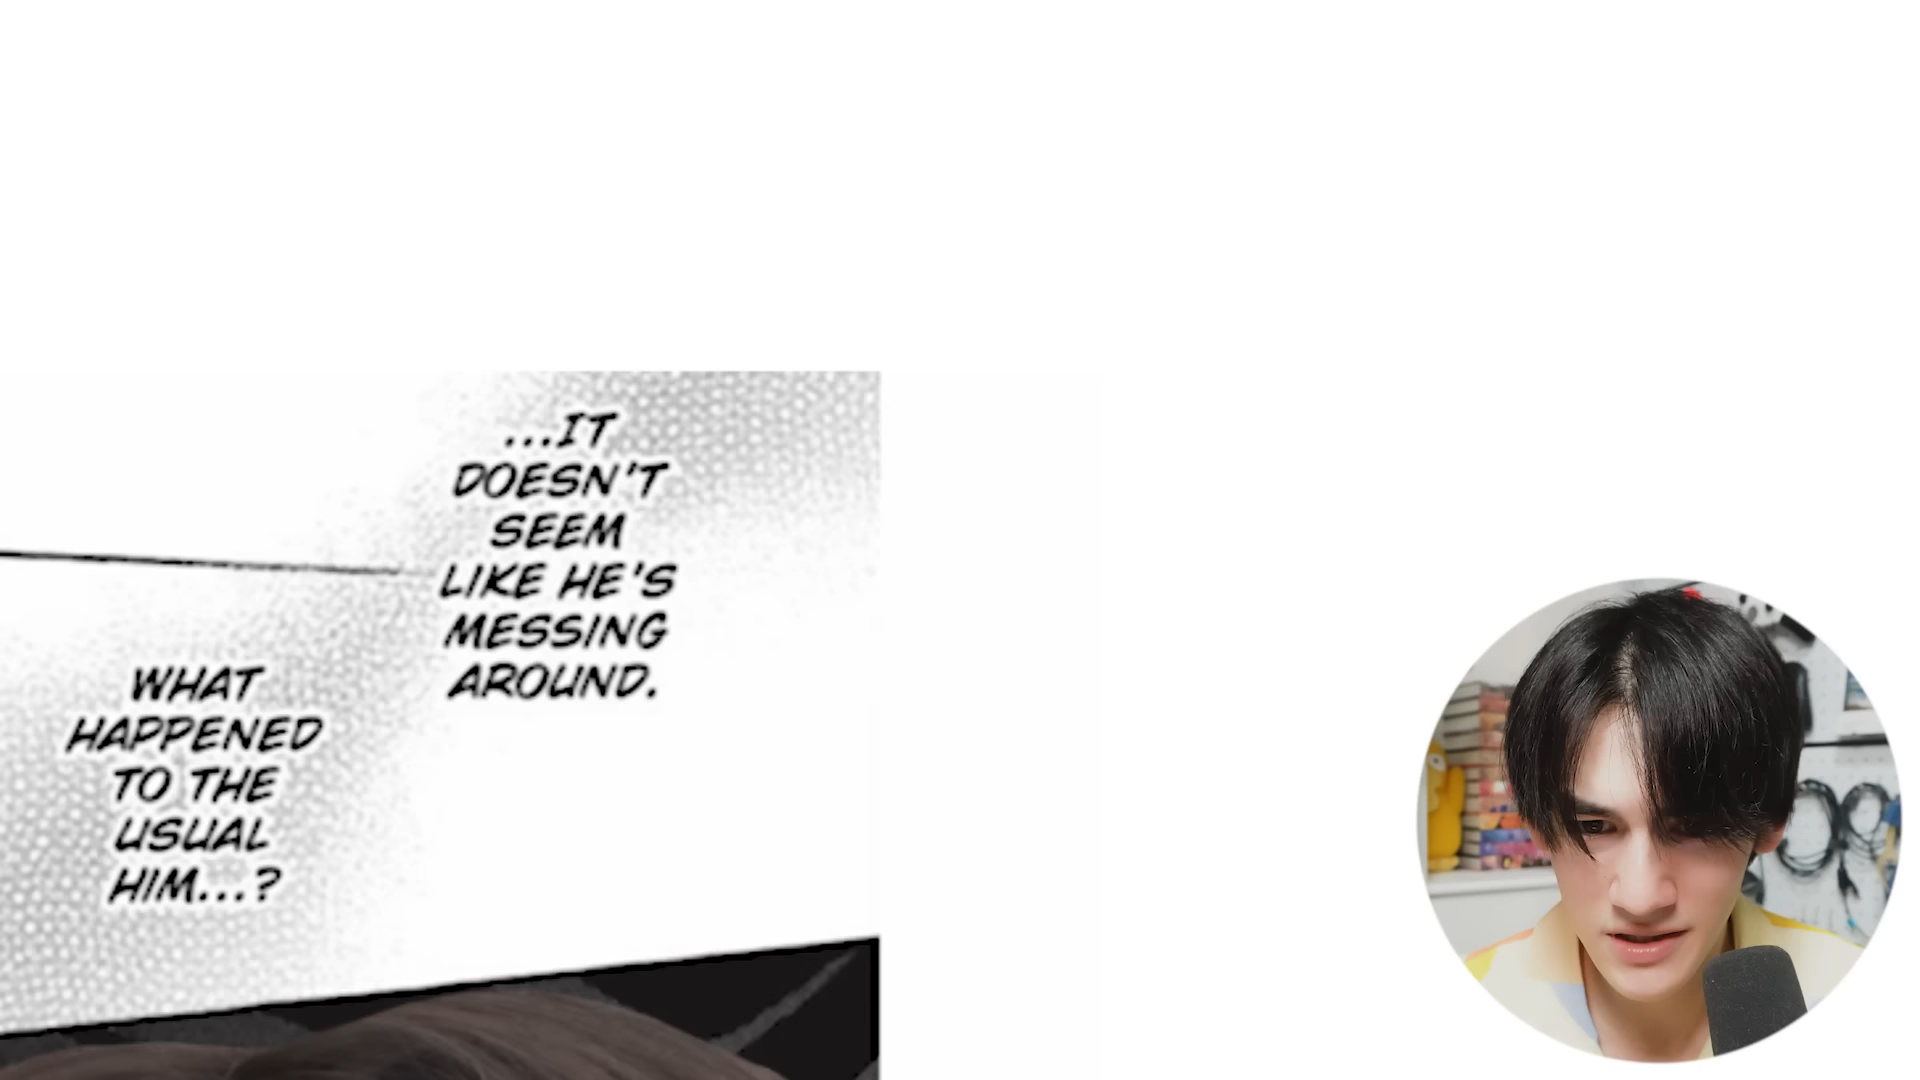 ...IT
DOESN'T
SEEM
LIKE HE'S
MESSING
AROUND.
WHAT
HAPPENED
TO THE
USUAL
HIM...?